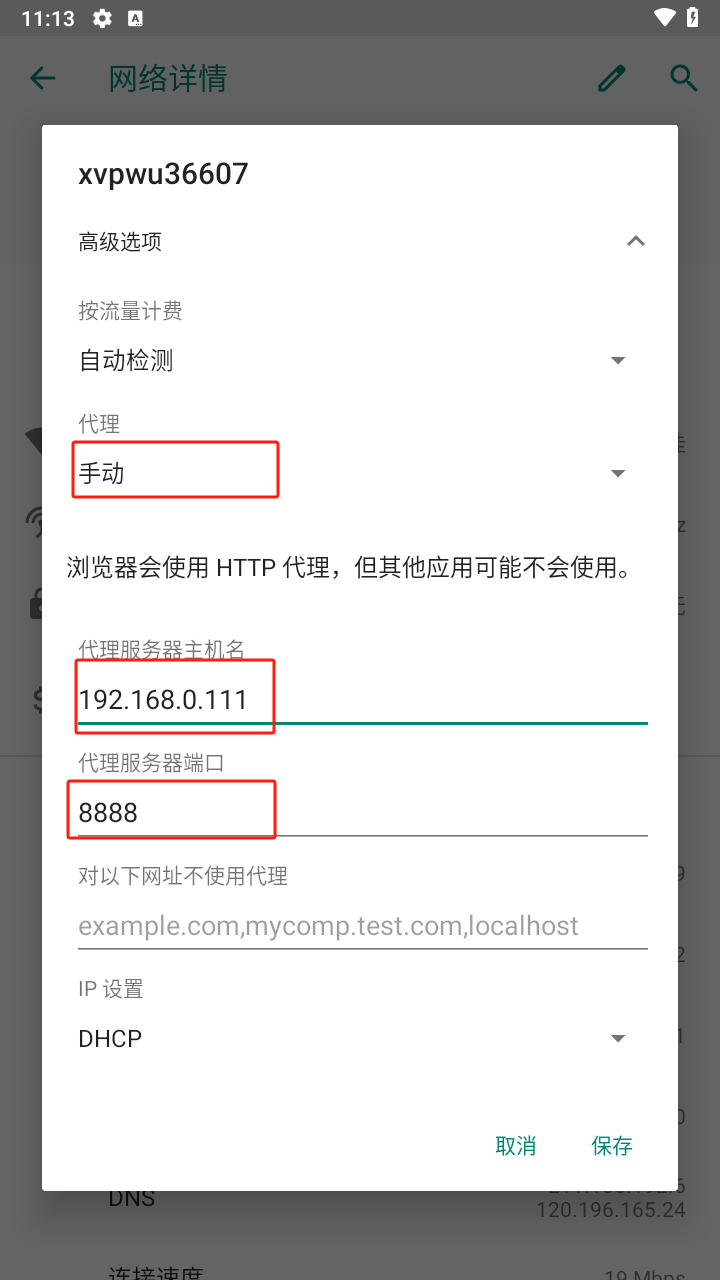 11:13
网络详情
xvpwu36607
高级选项
按流量计费
自动检测
代理
手动
浏览器会使用 HTTP 代理，但其他应用可能不会使用。
代理服务器主机名
192.168.0.111
代理服务器端口
8888
对以下网址不使用代理
example.com,mycomp.test.com,localhost
IP 设置
DHCP
取消
保存
DNS
120.196.165.24
连接速度
19 Mbps